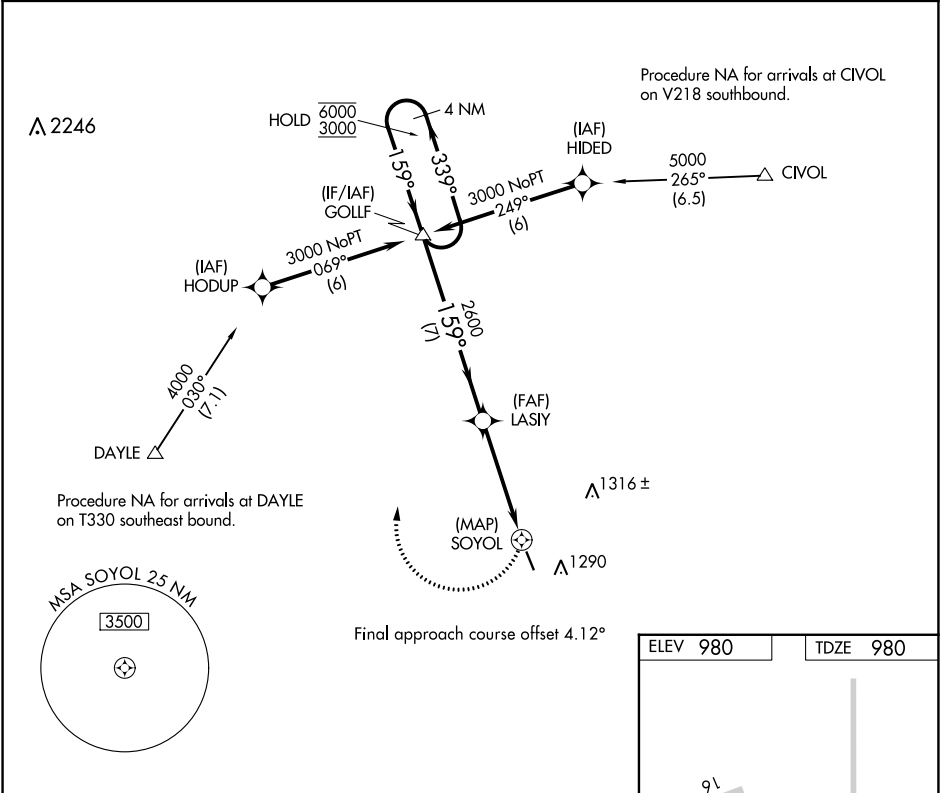 Procedure NA for arrivals at CIVOL
on V218 southbound.
2246
HOLD 6000
3000
4 NM
159°
339°
(IAF)
HIDED
5000
265°
(6.5)
CIVOL
3000 NoPT
249°
(6)
(IF/IAF)
GOLLF
3000 NoPT
069°
(6)
(IAF)
HODUP
2600
159°
(7)
4000
030°
(7.1)
DAYLE
(FAF)
LASIY
Procedure NA for arrivals at DAYLE
on T330 southeast bound.
1316 ±
(MAP)
SOYOL
1290
MSA SOYOL 25 NM
3500
Final approach course offset 4.12°
ELEV 980
TDZE 980
16